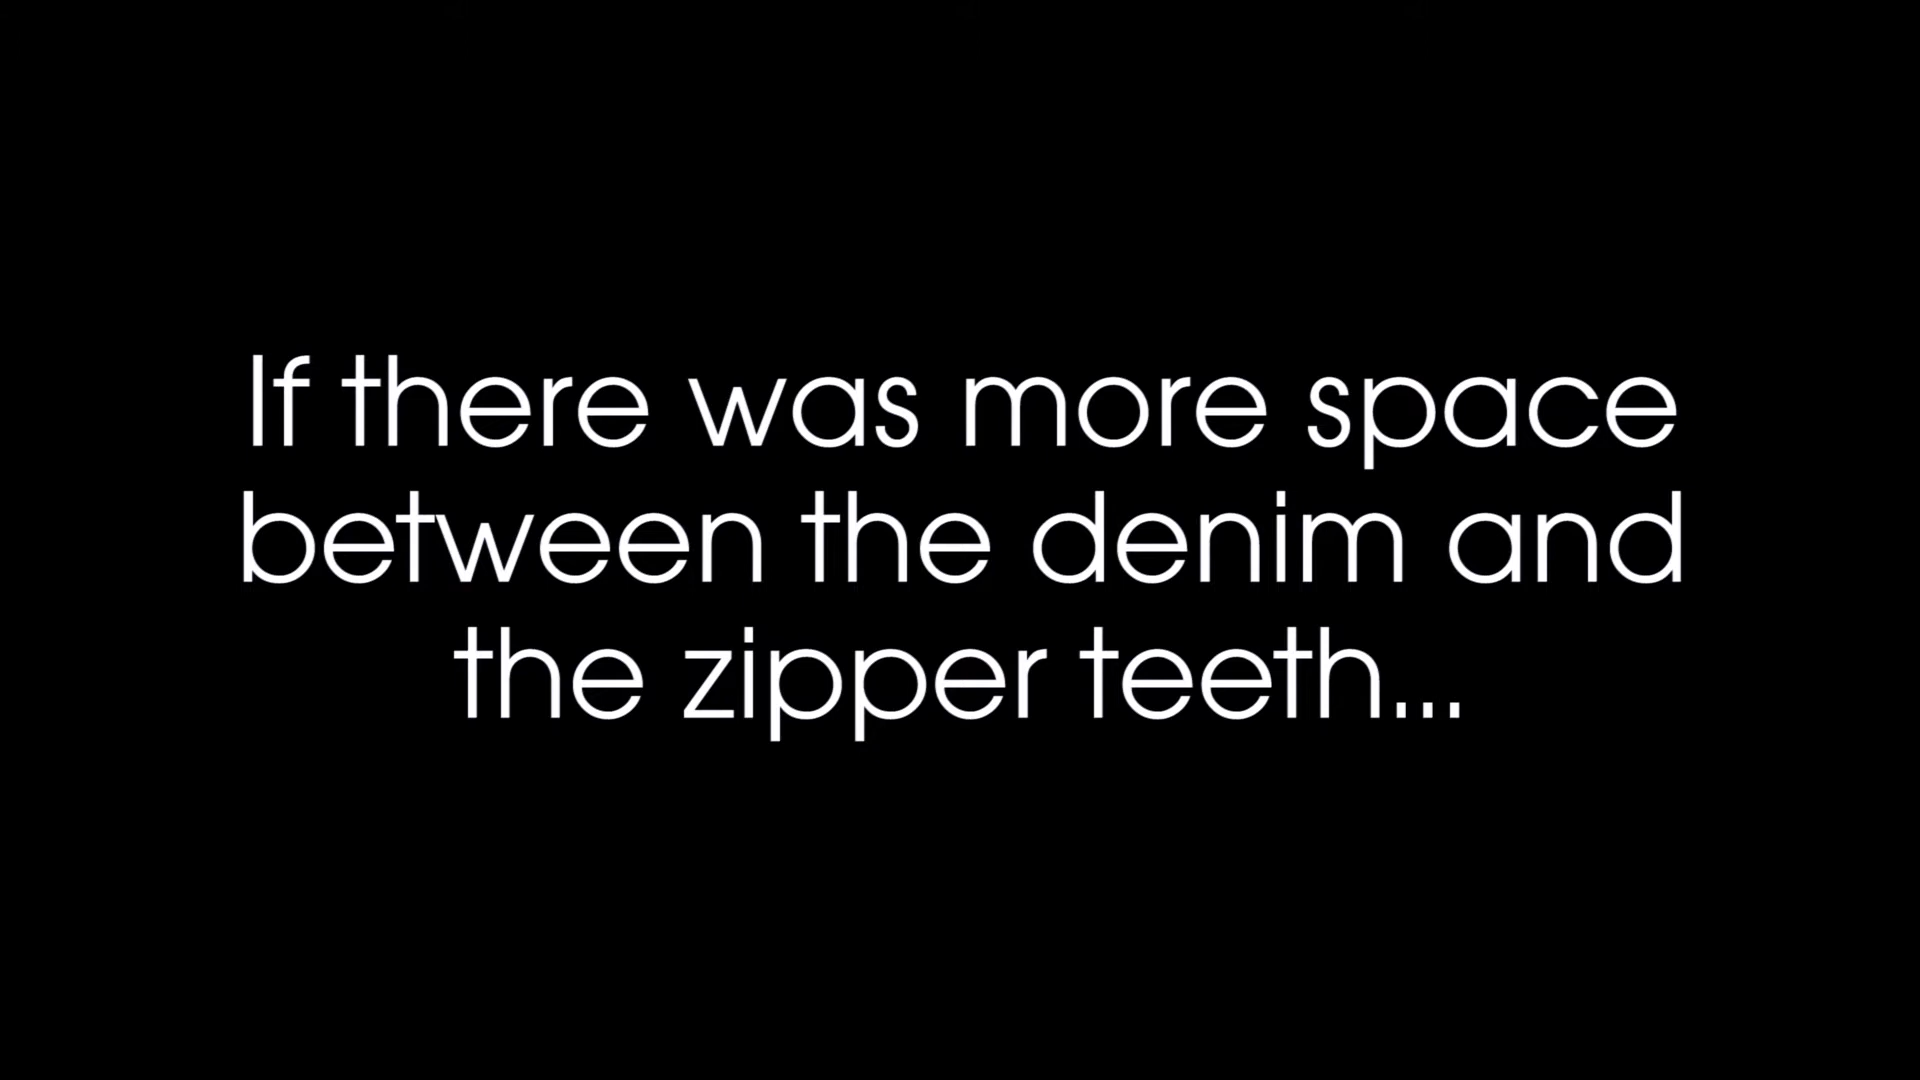 If there was more space
between the denim and
the zipper teeth...